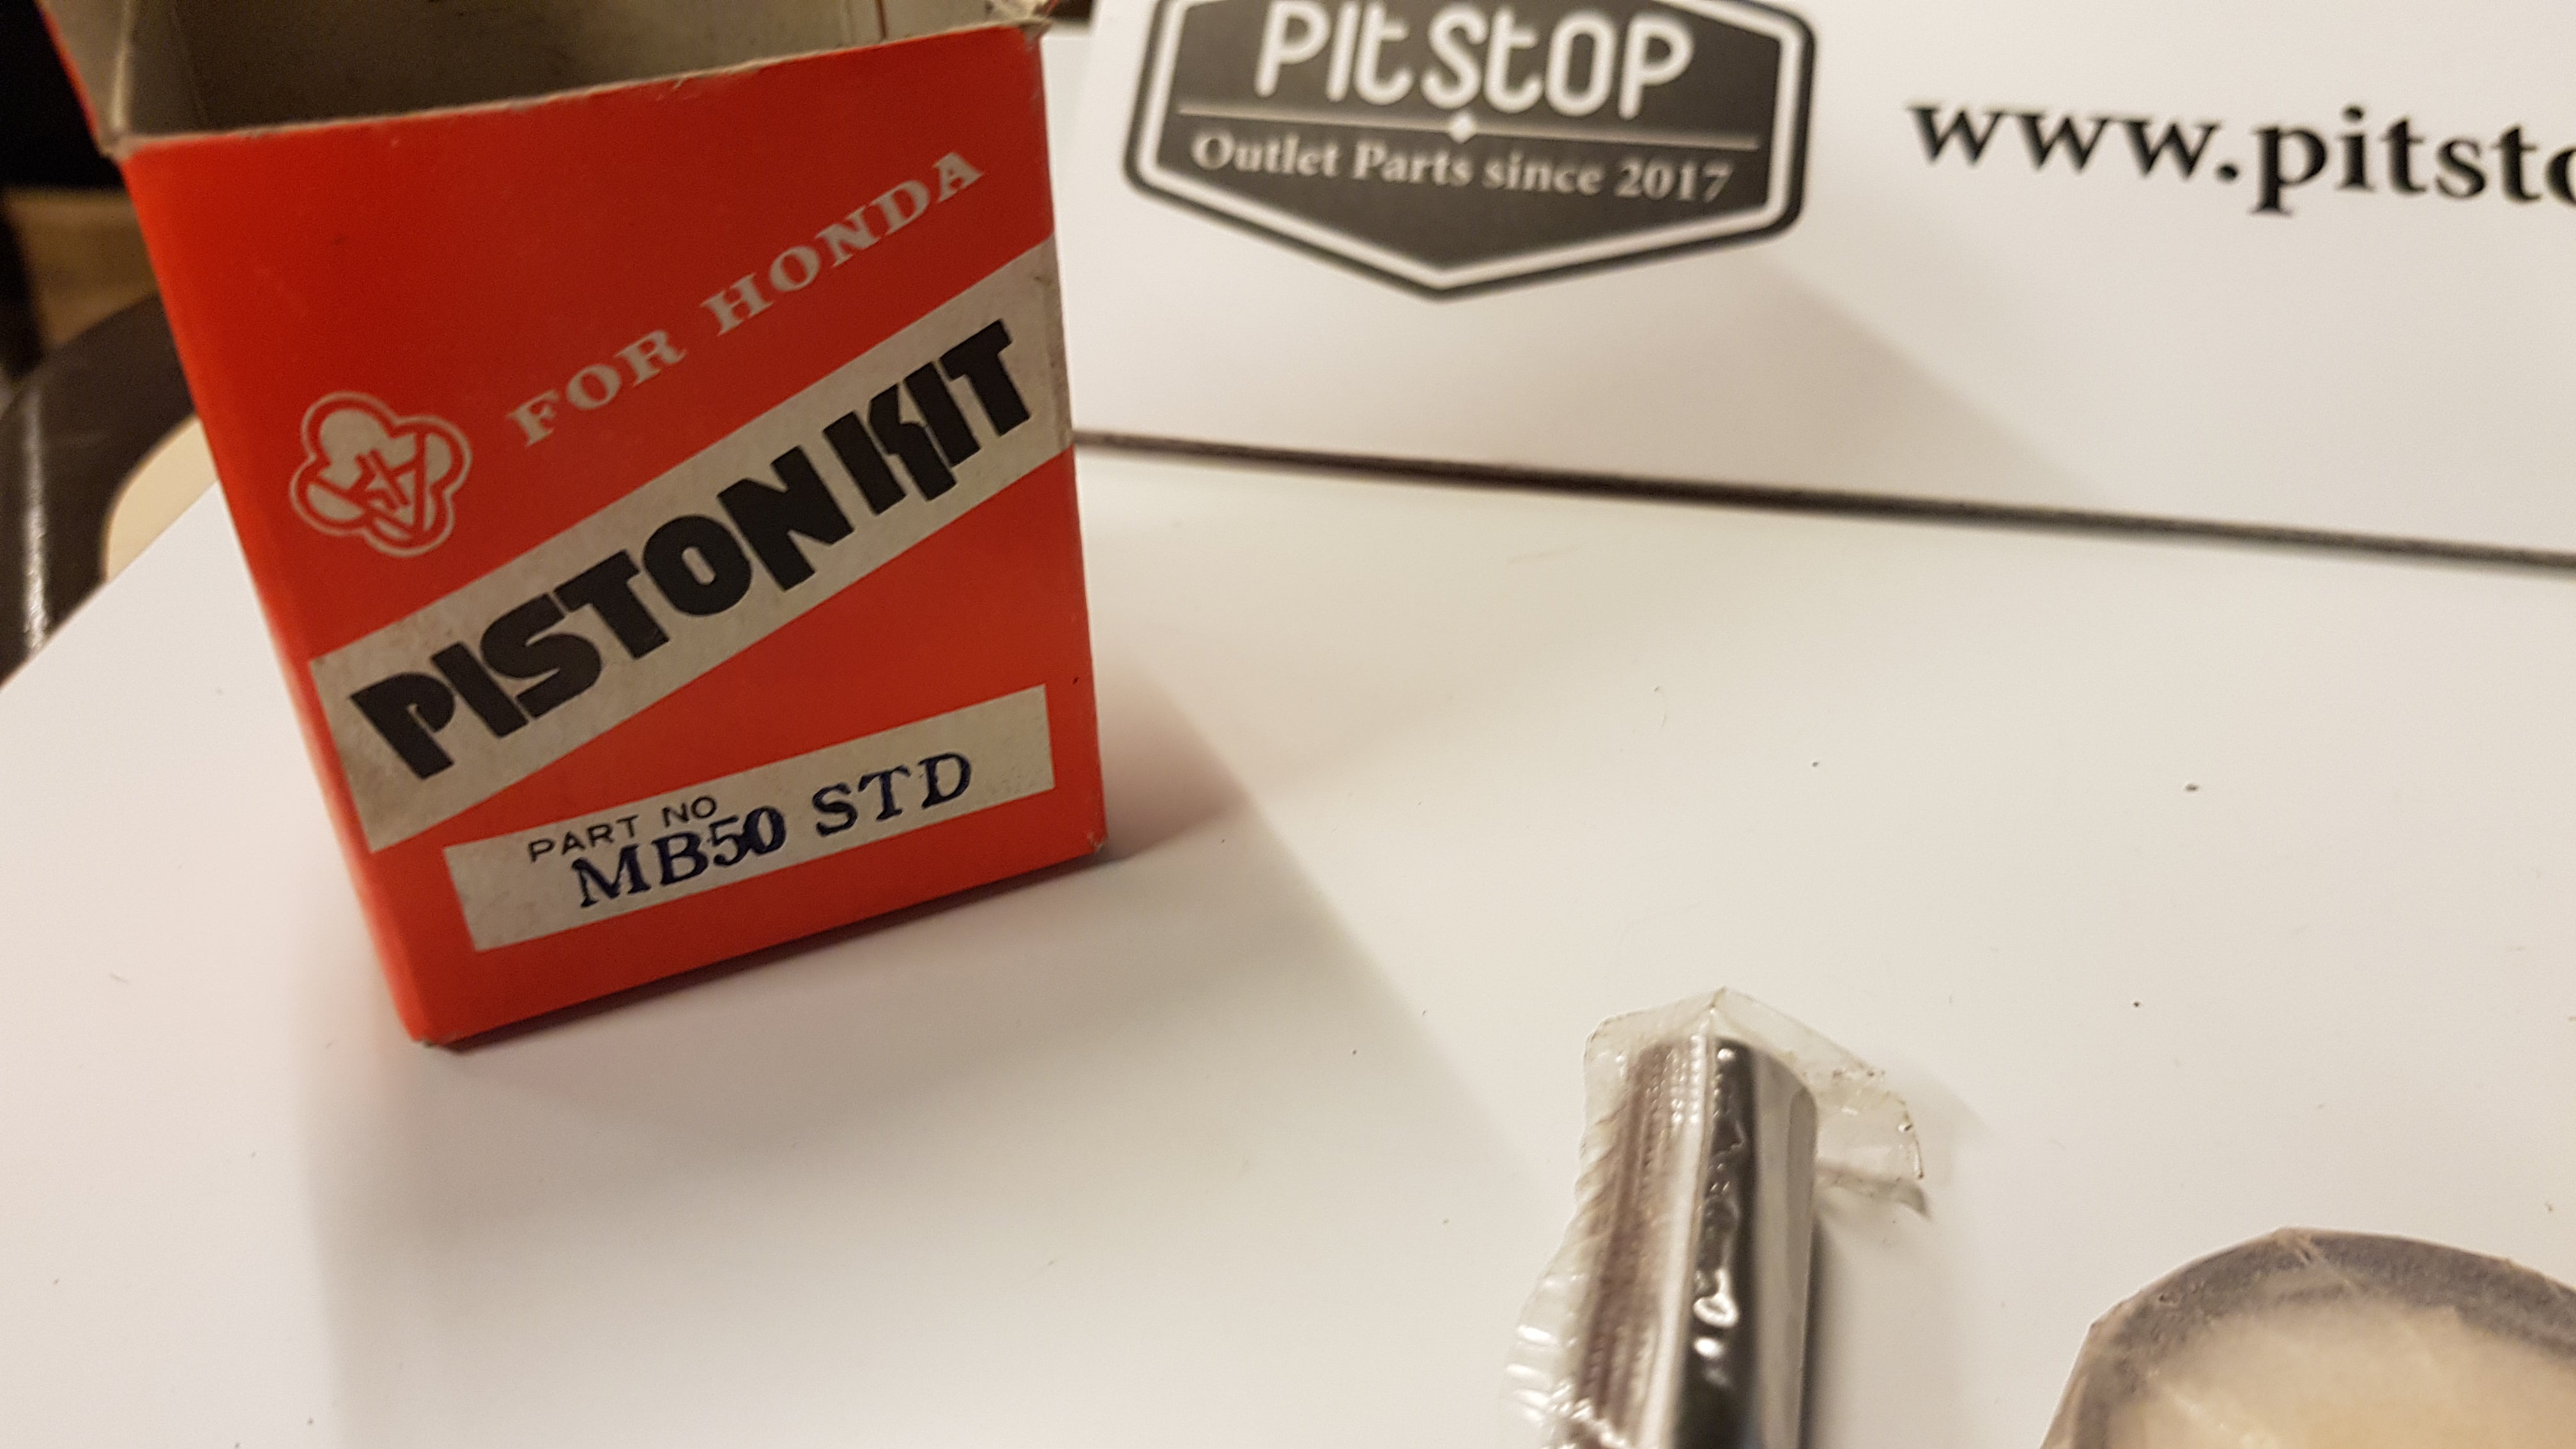 FOR HONDA
PISTON KIT
PART NO
MB50 STD
PitStOP
Outlet Parts since 2017
www.pitsto